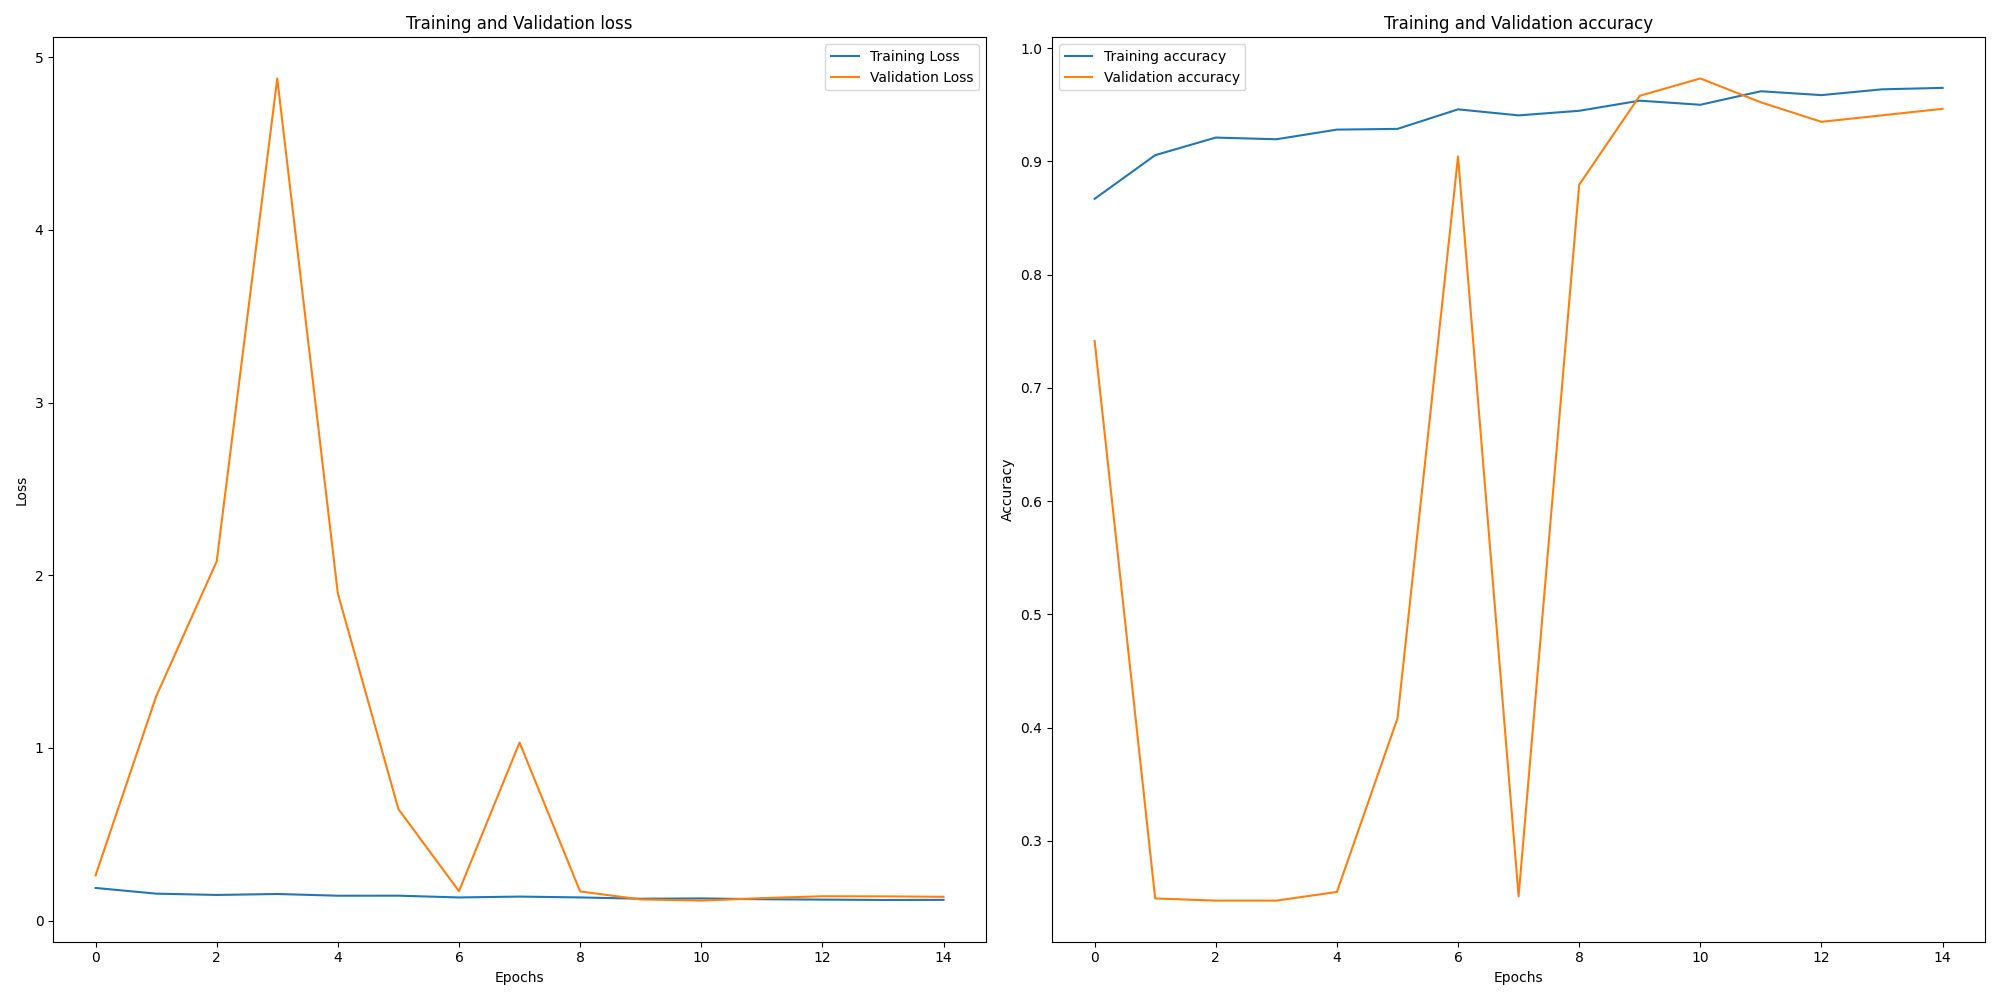 Training and Validation loss
Training Loss
Validation Loss
5
4
3
2
1
0
Loss
0 2 4 6 8 10 12 14
Epochs
Training and Validation accuracy
Training accuracy
Validation accuracy
1.0
0.9
0.8
0.7
0.6
0.5
0.4
0.3
Accuracy
0 2 4 6 8 10 12 14
Epochs